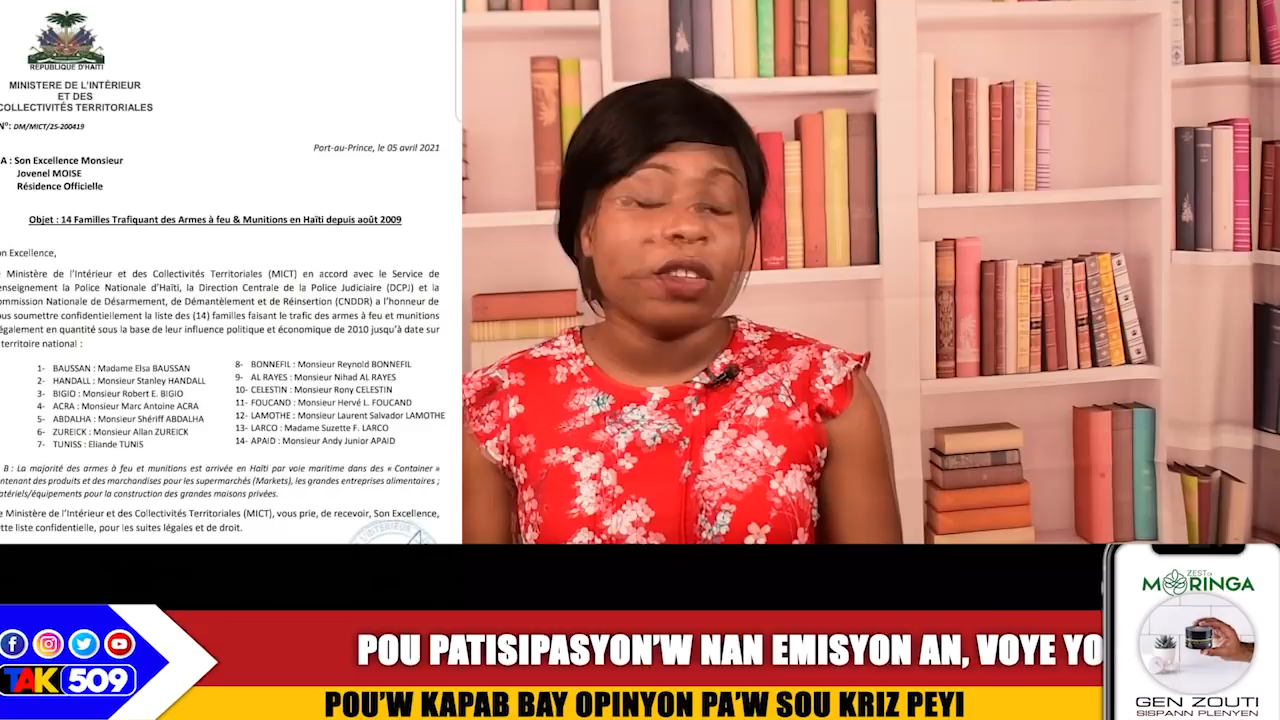 RÉPUBLIQUE D'HAÏTI
MINISTERE DE L'INTÉRIEUR
ET DES
COLLECTIVITÉS TERRITORIALES
N°: DM/MICT/25-200419
Port-au-Prince, le 05 avril 2021
A : Son Excellence Monsieur
Jovenel MOISE
Résidence Officielle
Objet : 14 Familles Trafiquant des Armes à feu & Munitions en Haïti depuis août 2009
on Excellence,
Ministère de l'Intérieur et des Collectivités Territoriales (MICT) en accord avec le Service de
enseignement la Police Nationale d'Haïti, la Direction Centrale de la Police Judiciaire (DCPJ) et la
ommission Nationale de Désarmement, de Démantèlement et de Réinsertion (CNDDR) a l'honneur de
ous soumettre confidentiellement la liste des (14) familles faisant le trafic des armes à feu et munitions
également en quantité sous la base de leur influence politique et économique de 2010 jusqu'à date sur
territoire national :
1- BAUSSAN : Madame Elsa BAUSSAN
2- HANDALL : Monsieur Stanley HANDALL
3- BIGIO : Monsieur Robert E. BIGIO
4- ACRA : Monsieur Marc Antoine ACRA
5- ABDALHA : Monsieur Shériff ABDALHA
6- ZUREICK : Monsieur Allan ZUREICK
7- TUNISS : Eliande TUNIS
8- BONNEFIL : Monsieur Reynold BONNEFIL
9- AL RAYES : Monsieur Nihad AL RAYES
10- CELESTIN : Monsieur Rony CELESTIN
11- FOUCAND : Monsieur Hervé L. FOUCAND
12- LAMOTHE : Monsieur Laurent Salvador LAMOTHE
13- LARCO : Madame Suzette F. LARCO
14- APAID : Monsieur Andy Junior APAID
B : La majorité des armes à feu et munitions est arrivée en Haïti par voie maritime dans des « Container »
ntenant des produits et des marchandises pour les supermarchés (Markets), les grandes entreprises alimentaires ;
atériels/équipements pour la construction des grandes maisons privées.
e Ministère de l'Intérieur et des Collectivités Territoriales (MICT), vous prie, de recevoir, Son Excellence,
ette liste confidentielle, pour les suites légales et de droit.
TAK 509
POU PATISIPASYON'W NAN EMISYON AN, VOYE YO
POU'W KAPAB BAY OPINYON PA'W SOU KRIZ PEYI
ZEST OF
MORINGA
GEN ZOUTI
SISPANN PLENYEN